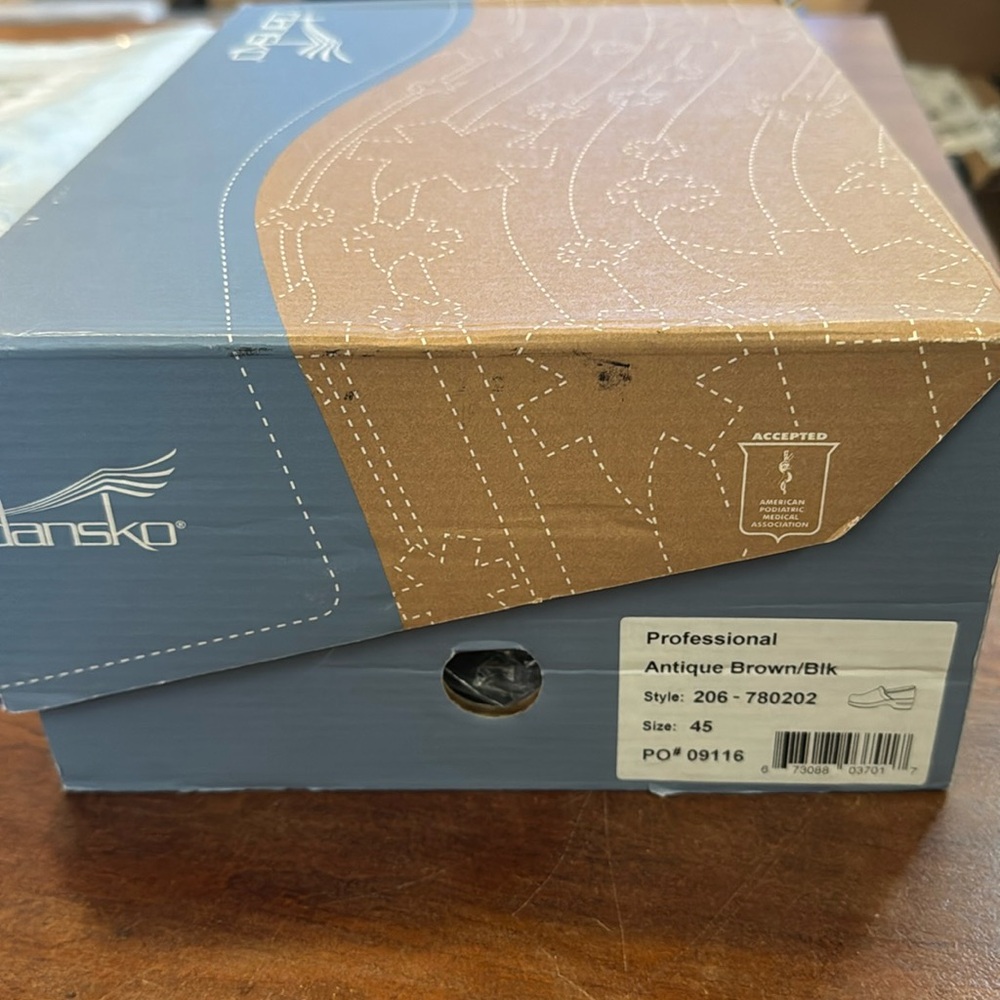 dansko
dansko®
ACCEPTED
AMERICAN
PODIATRIC
MEDICAL
ASSOCIATION
Professional
Antique Brown/Blk
Style: 206 - 780202
Size: 45
PO# 09116
6 73088 03701 7